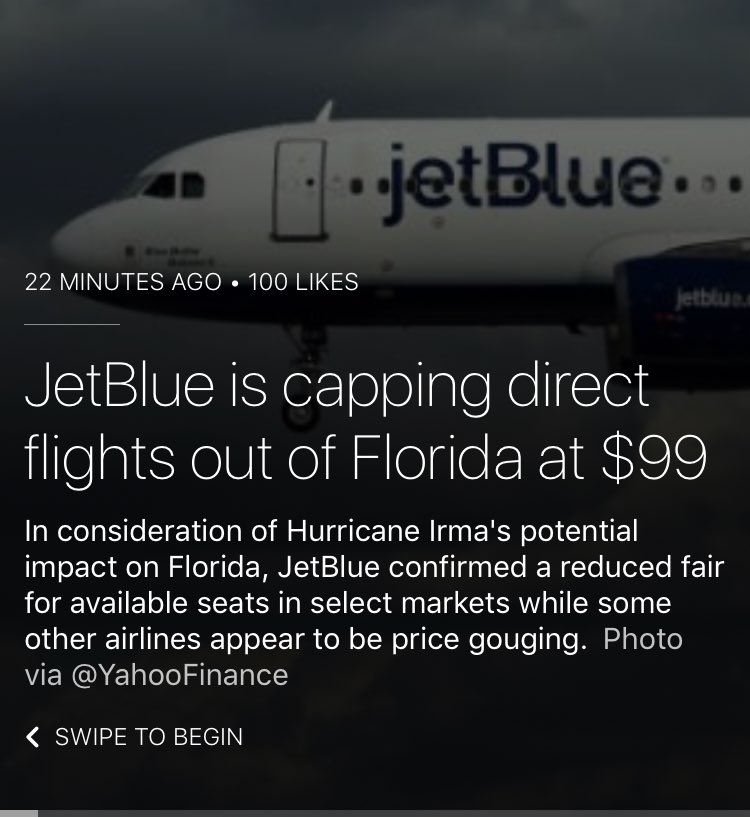 jetBlue
jetblue.
22 MINUTES AGO • 100 LIKES
JetBlue is capping direct
flights out of Florida at $99
In consideration of Hurricane Irma's potential
impact on Florida, JetBlue confirmed a reduced fair
for available seats in select markets while some
other airlines appear to be price gouging. Photo
via @YahooFinance
SWIPE TO BEGIN